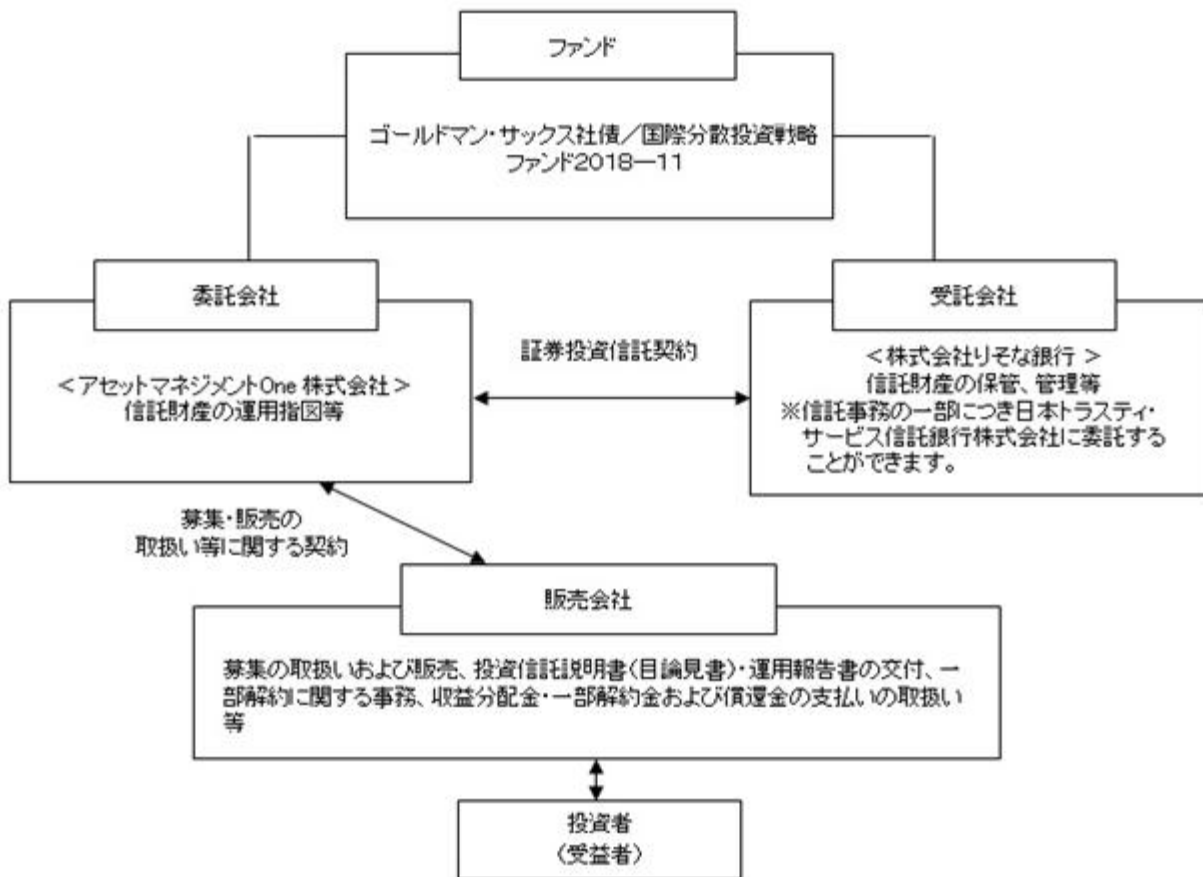 ファンド
ゴールドマン・サックス社債／国際分散投資戦略
ファンド2018―11
委託会社
＜アセットマネジメントOne 株式会社＞
信託財産の運用指図等
証券投資信託契約
受託会社
＜株式会社りそな銀行 ＞
信託財産の保管、管理等
※信託事務の一部につき日本トラスティ・
サービス信託銀行株式会社に委託する
ことができます。
募集・販売の
取扱い等に関する契約
販売会社
募集の取扱いおよび販売、投資信託説明書（目論見書）・運用報告書の交付、一
部解約に関する事務、収益分配金・一部解約金および償還金の支払いの取扱い
等
投資者
（受益者）